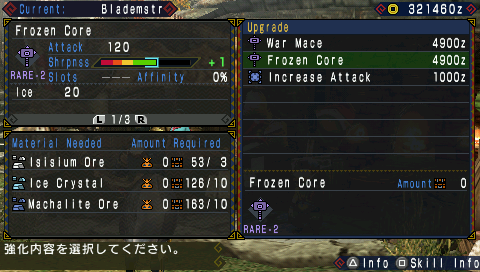 Current: Blademstr
321460z
Frozen Core
Attack 120
Shrpnss +1
RARE-2 Slots --- Affinity 0%
Ice 20
L 1/3 R
Material Needed Amount Required
Isisium Ore 0 53/ 3
Ice Crystal 0 126/10
Machalite Ore 0 163/10
Upgrade
War Mace 4900z
Frozen Core 4900z
Increase Attack 1000z
Frozen Core Amount 0
RARE-2
強化内容を選択してください。
Info Skill Info